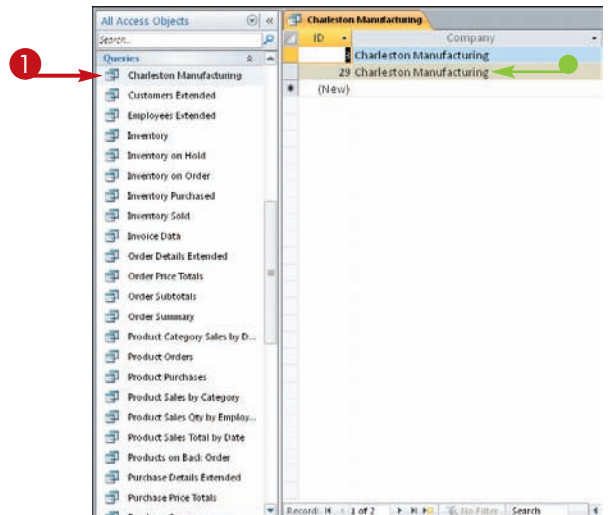 All Access Objects
Search...
Queries
1
Charleston Manufacturing
Customers Extended
Employees Extended
Inventory
Inventory on Hold
Inventory on Order
Inventory Purchased
Inventory Sold
Invoice Data
Order Details Extended
Order Price Totals
Order Subtotals
Order Summary
Product Category Sales by D...
Product Orders
Product Purchases
Product Sales by Category
Product Sales Qty by Employ...
Product Sales Total by Date
Products on Back Order
Purchase Details Extended
Purchase Price Totals
Charleston Manufacturing
ID Company
Charleston Manufacturing
29 Charleston Manufacturing
(New)
Record: 1 of 2 No Filter Search